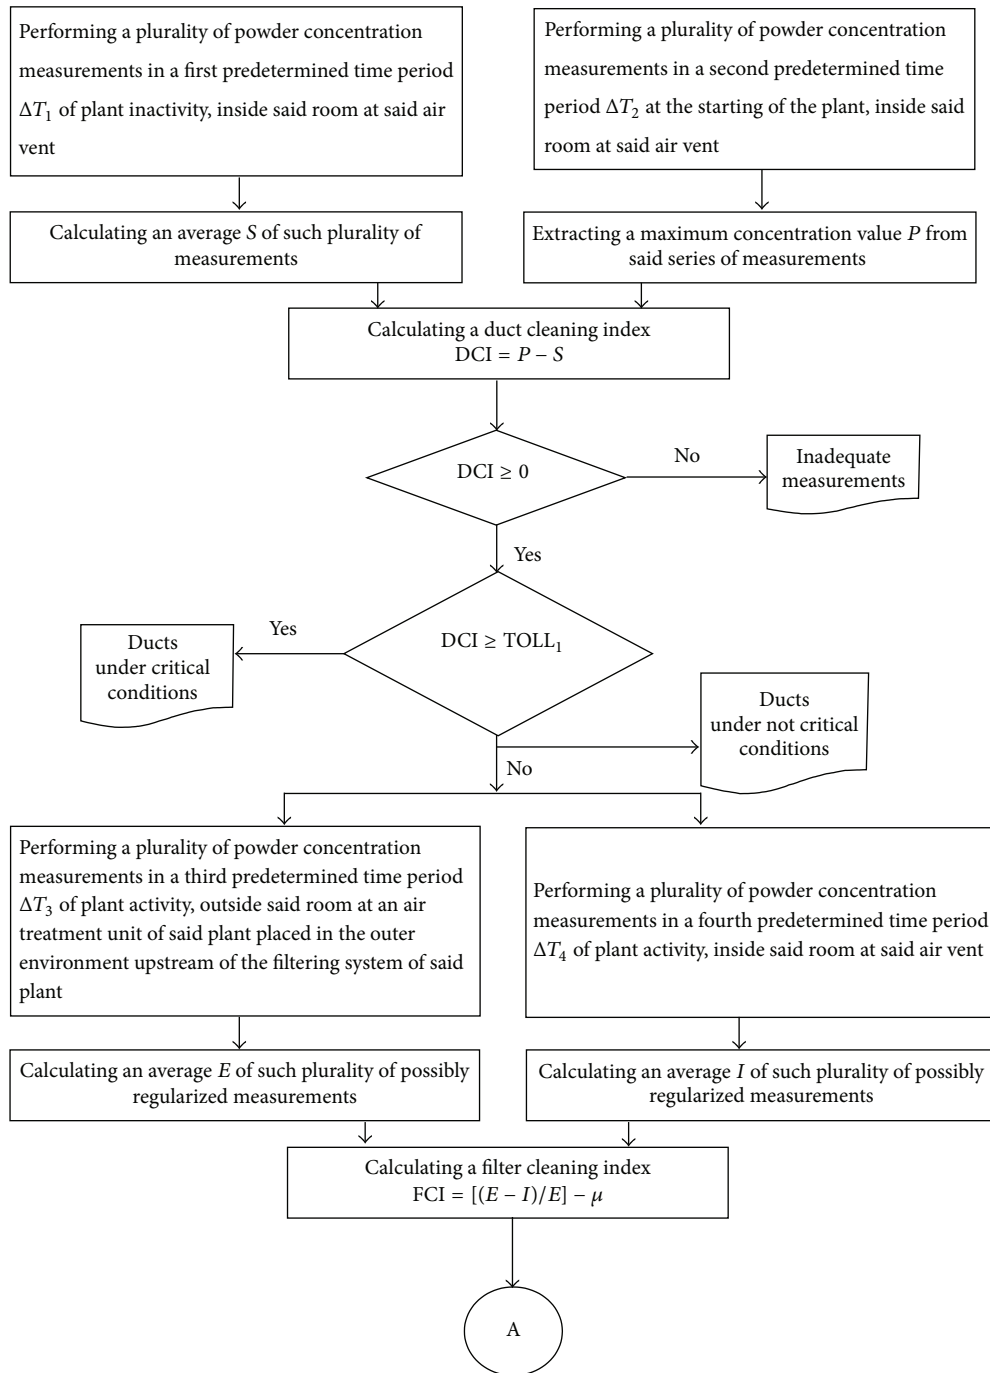 Performing a plurality of powder concentration
measurements in a first predetermined time period
ΔT₁ of plant inactivity, inside said room at said air
vent
Performing a plurality of powder concentration
measurements in a second predetermined time
period ΔT₂ at the starting of the plant, inside said
room at said air vent
Calculating an average S of such plurality of
measurements
Extracting a maximum concentration value P from
said series of measurements
Calculating a duct cleaning index
DCI = P − S
DCI ≥ 0
No
Inadequate
measurements
Yes
DCI ≥ TOLL₁
Yes
Ducts
under critical
conditions
Ducts
under not critical
conditions
No
Performing a plurality of powder concentration
measurements in a third predetermined time period
ΔT₃ of plant activity, outside said room at an air
treatment unit of said plant placed in the outer
environment upstream of the filtering system of said
plant
Performing a plurality of powder concentration
measurements in a fourth predetermined time period
ΔT₄ of plant activity, inside said room at said air vent
Calculating an average E of such plurality of possibly
regularized measurements
Calculating an average I of such plurality of possibly
regularized measurements
Calculating a filter cleaning index
FCI = [(E − I)/E] − μ
A